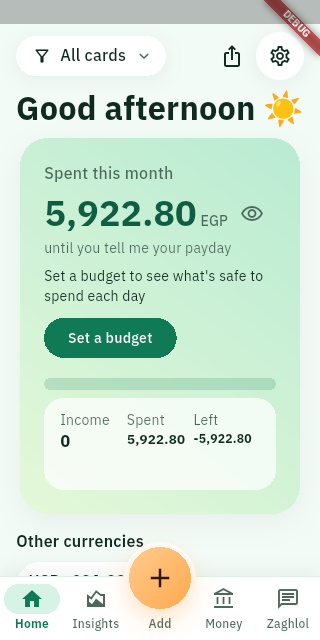 DEBUG
All cards
Good afternoon ☀️
Spent this month
5,922.80 EGP
until you tell me your payday
Set a budget to see what's safe to
spend each day
Set a budget
Income Spent Left
0 5,922.80 -5,922.80
Other currencies
Add
Home Insights Money Zaghlol